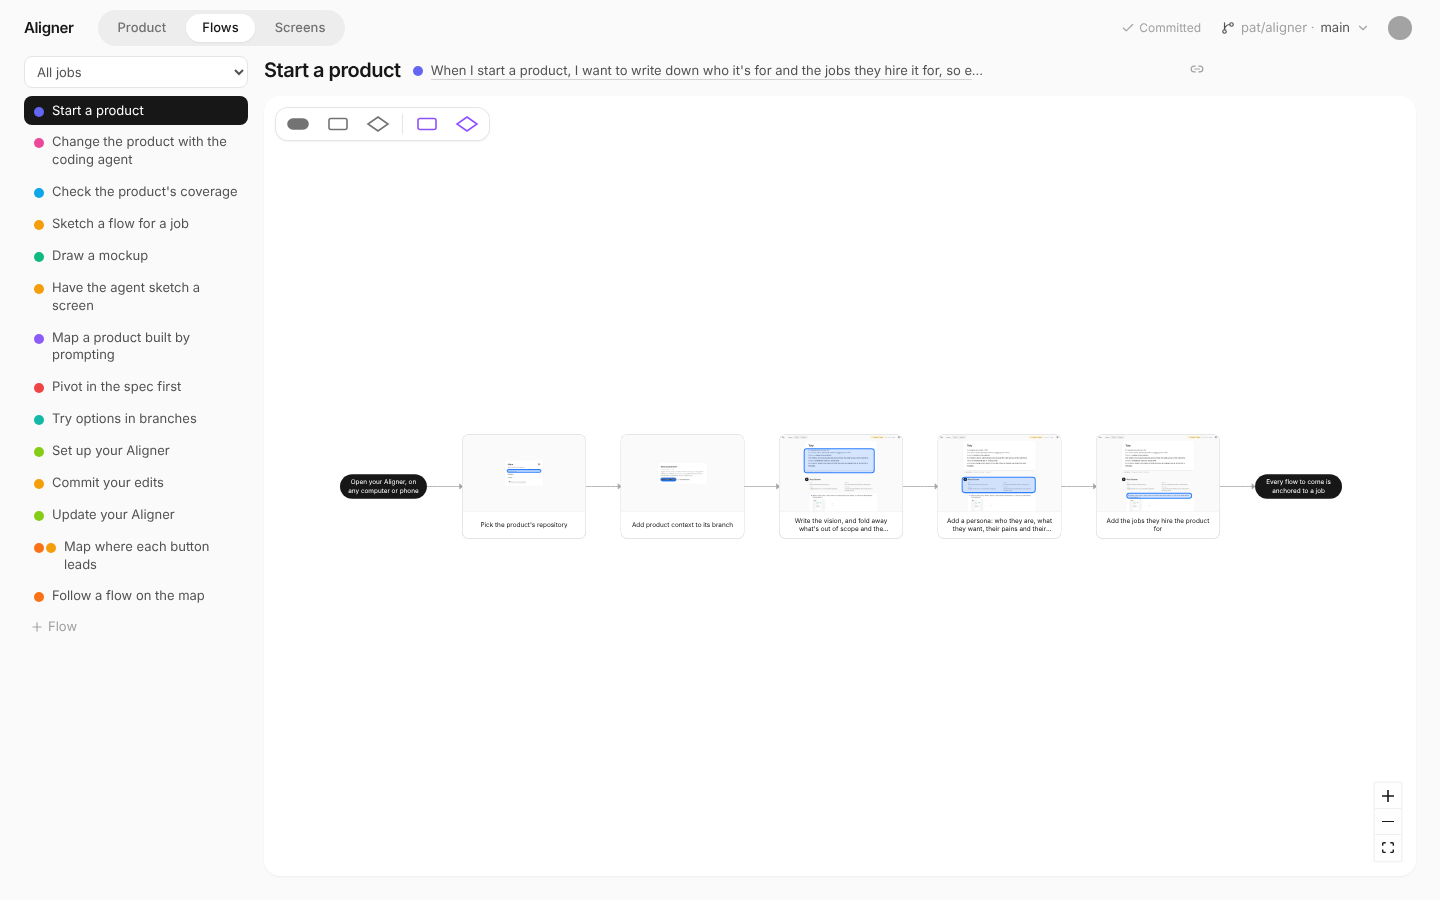 Aligner
Product
Flows
Screens
Committed
pat/aligner · main
All jobs
Start a product
Change the product with the
coding agent
Check the product's coverage
Sketch a flow for a job
Draw a mockup
Have the agent sketch a
screen
Map a product built by
prompting
Pivot in the spec first
Try options in branches
Set up your Aligner
Commit your edits
Update your Aligner
Map where each button
leads
Follow a flow on the map
Flow
Start a product
When I start a product, I want to write down who it's for and the jobs they hire it for, so e...
Open your Aligner, on
any computer or phone
Pick the product's repository
Add product context to its branch
Write the vision, and fold away
what's out of scope and the...
Add a persona: who they are, what
they want, their pains and their...
Add the jobs they hire the product
for
Every flow to come is
anchored to a job